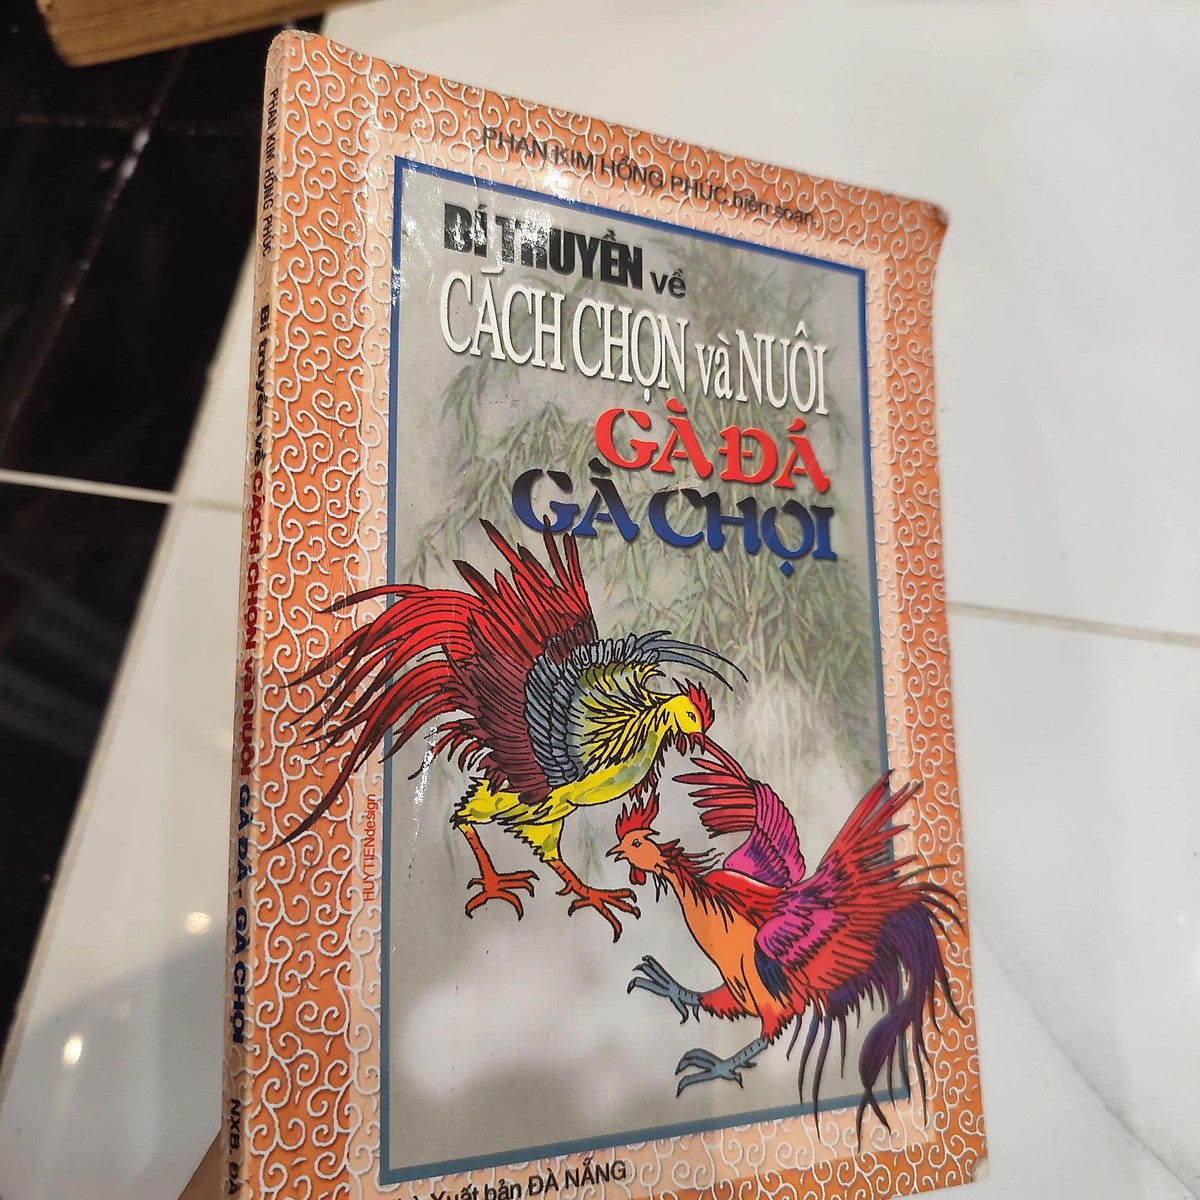 PHAN KIM HỒNG PHÚC biên soạn.
BÍ TRUYỀN về
CÁCH CHỌN và NUÔI
GÀ ĐÁ
GÀ CHỌI
HUYTIENdesign
Xuất bản ĐÀ NẴNG
PHAN KIM HỒNG PHÚC Bí truyền về CÁCH CHỌN và NUÔI GÀ ĐÁ - GÀ CHỌI NXB.